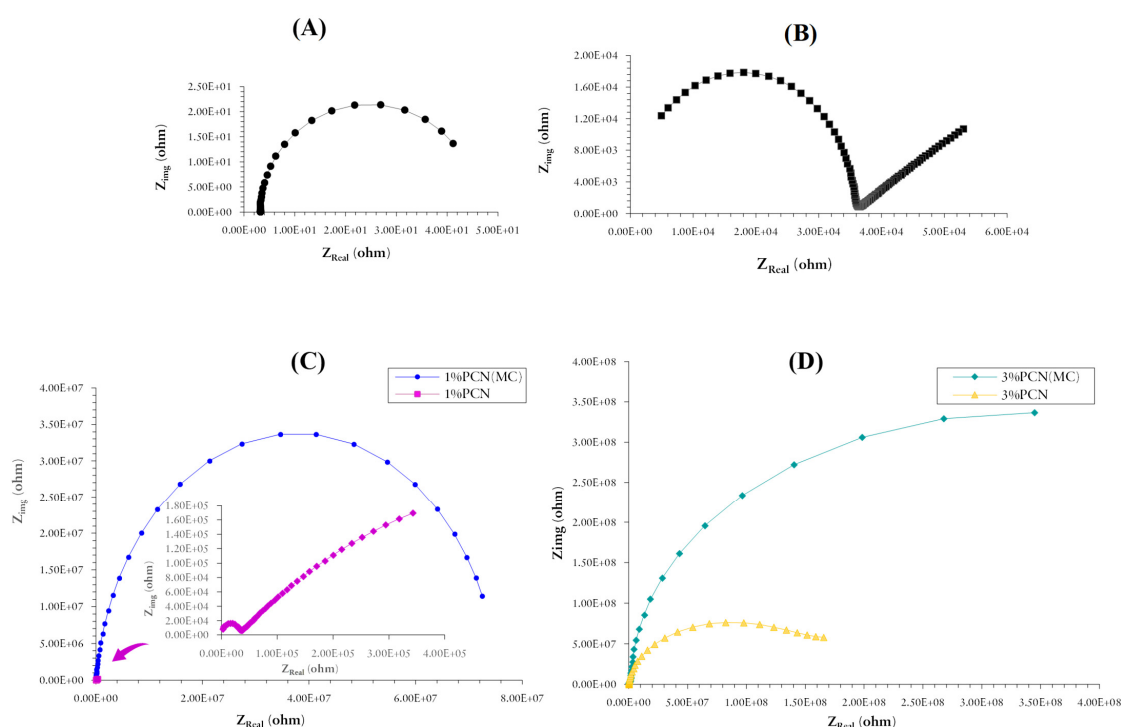 (A)
2.50E+01
2.00E+01
1.50E+01
1.00E+01
5.00E+00
0.00E+00
Zimg (ohm)
0.00E+00 1.00E+01 2.00E+01 3.00E+01 4.00E+01 5.00E+01
ZReal (ohm)
(B)
2.00E+04
1.60E+04
1.20E+04
8.00E+03
4.00E+03
0.00E+00
Zimg (ohm)
0.00E+00 1.00E+04 2.00E+04 3.00E+04 4.00E+04 5.00E+04 6.00E+04
ZReal (ohm)
(C)
1%PCN(MC)
1%PCN
4.00E+07
3.50E+07
3.00E+07
2.50E+07
2.00E+07
1.50E+07
1.00E+07
5.00E+06
0.00E+00
Zimg (ohm)
0.00E+00 2.00E+07 4.00E+07 6.00E+07 8.00E+07
ZReal (ohm)
1.80E+05
1.60E+05
1.40E+05
1.20E+05
1.00E+05
8.00E+04
6.00E+04
4.00E+04
2.00E+04
0.00E+00
Zimg (ohm)
0.00E+00 1.00E+05 2.00E+05 3.00E+05 4.00E+05
ZReal (ohm)
(D)
3%PCN(MC)
3%PCN
4.00E+08
3.50E+08
3.00E+08
2.50E+08
2.00E+08
1.50E+08
1.00E+08
5.00E+07
0.00E+00
Zimg (ohm)
0.00E+00 5.00E+07 1.00E+08 1.50E+08 2.00E+08 2.50E+08 3.00E+08 3.50E+08 4.00E+08
ZReal (ohm)